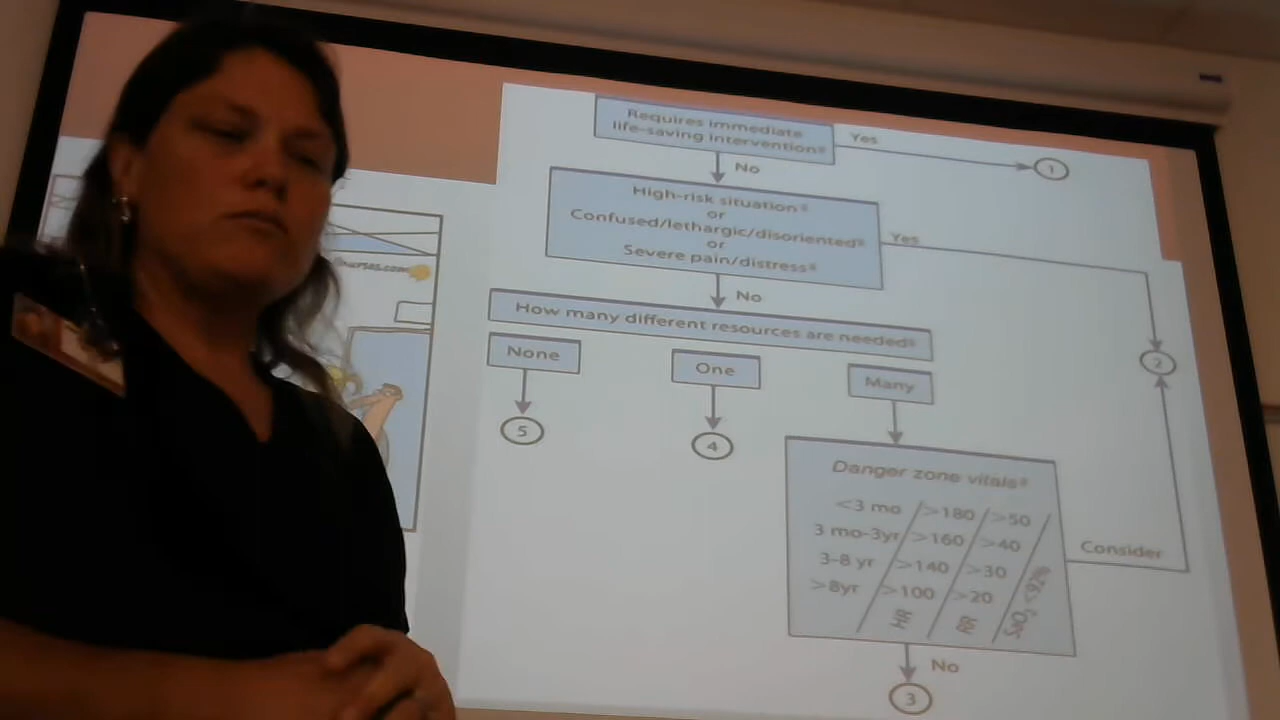 Requires immediate
life-saving intervention?
Yes
1
No
High-risk situation?
or
Confused/lethargic/disoriented?
or
Severe pain/distress?
Yes
2
No
How many different resources are needed?
None
One
Many
5
4
Danger zone vitals?
<3 mo >180 >50
3 mo-3yr >160 >40
3-8 yr >140 >30
>8yr >100 >20
HR RR SpO₂<92%
Consider
No
3